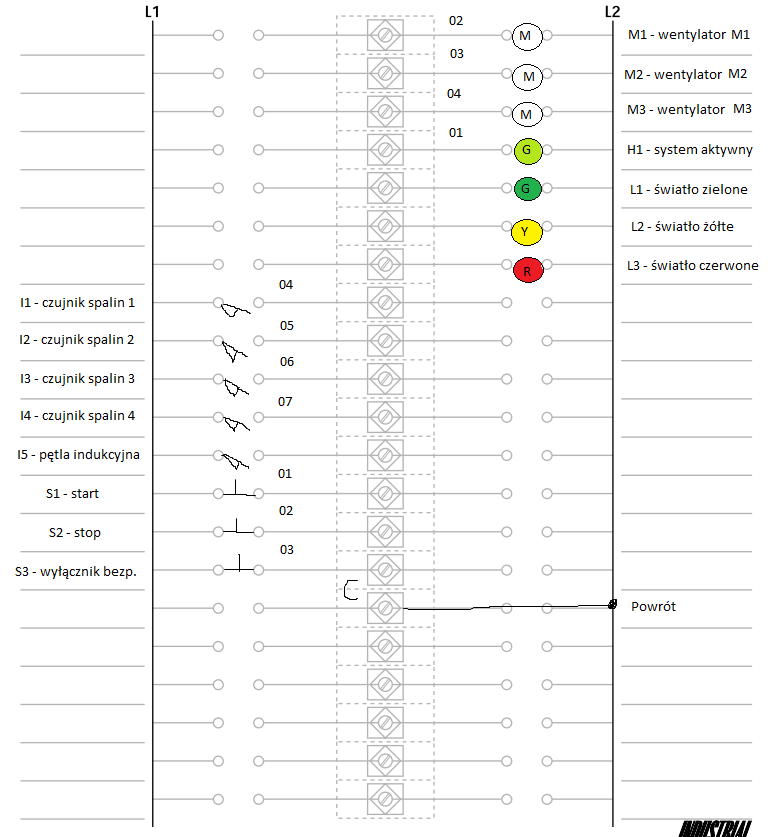 L1 L2
02
M M1 - wentylator M1
03
M M2 - wentylator M2
04
M M3 - wentylator M3
01
G H1 - system aktywny
G L1 - światło zielone
Y L2 - światło żółte
R L3 - światło czerwone
04
I1 - czujnik spalin 1
05
I2 - czujnik spalin 2
06
I3 - czujnik spalin 3
07
I4 - czujnik spalin 4
I5 - pętla indukcyjna
01
S1 - start
02
S2 - stop
03
S3 - wyłącznik bezp.
C
Powrót
INDUSTRIAL